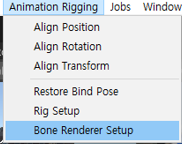 Animation Rigging Jobs Window
Align Position
Align Rotation
Align Transform
Restore Bind Pose
Rig Setup
Bone Renderer Setup